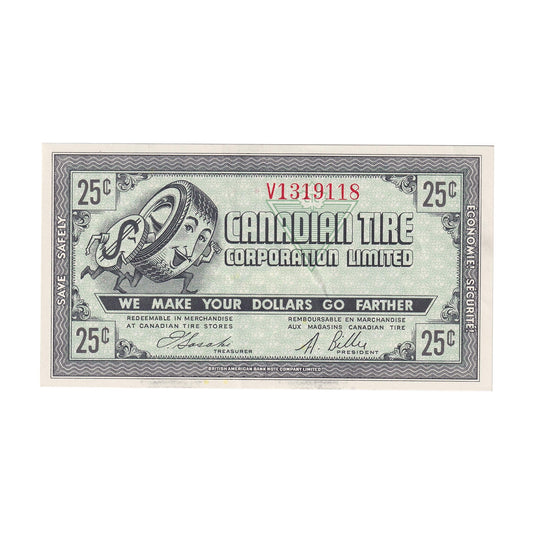 25¢
V1319118
25¢
CANADIAN TIRE
CORPORATION LIMITED
SAVE SAFELY
ECONOMIE! SECURITÉ!
$
WE MAKE YOUR DOLLARS GO FARTHER
REDEEMABLE IN MERCHANDISE
AT CANADIAN TIRE STORES
REMBOURSABLE EN MARCHANDISE
AUX MAGASINS CANADIAN TIRE
25¢
TREASURER
A. Billes
PRESIDENT
25¢
BRITISH AMERICAN BANK NOTE COMPANY LIMITED